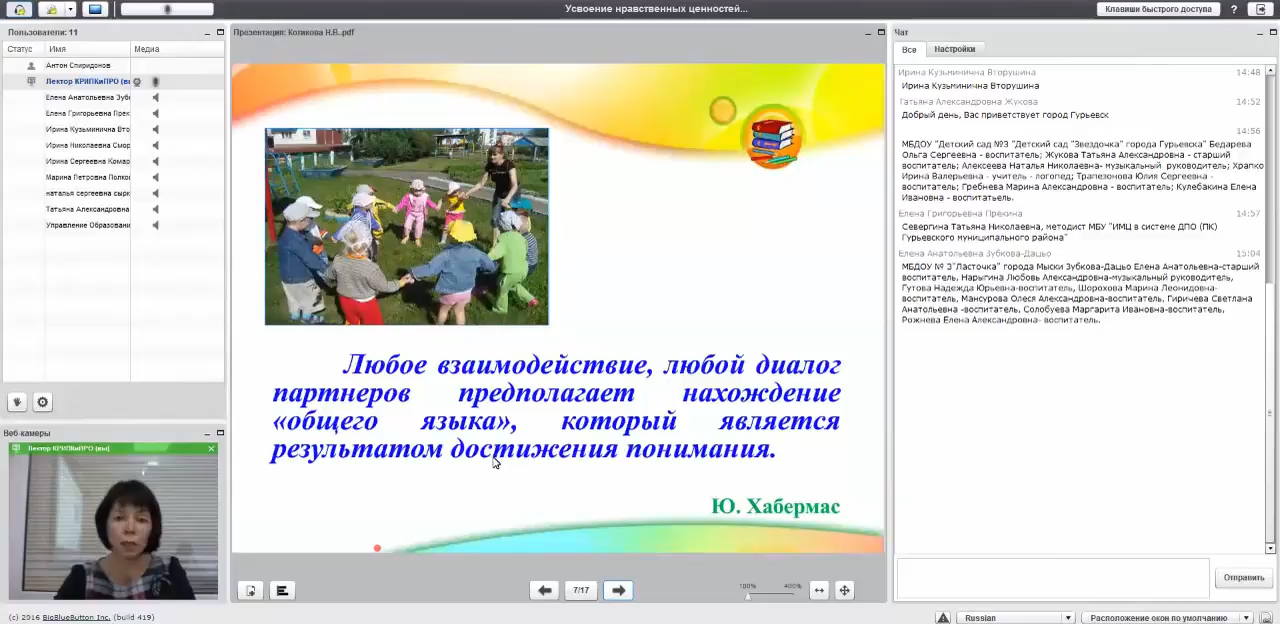 Усвоение нравственных ценностей...
Клавиши быстрого доступа
?
Пользователи: 11
Статус Имя Медиа
Антон Спиридонов
Лектор КРИПКиПРО (вы
Елена Анатольевна Зуб
Елена Григорьевна Прек
Ирина Кузьминична Вто
Ирина Николаевна Смор
Ирина Сергеевна Комар
Марина Петровна Полко
наталья сергеевна сырк
Татьяна Александровна
Управление Образовани
Веб-камеры
Лектор КРИПКиПРО (вы)
Презентация: Котикова Н.В..pdf
Любое взаимодействие, любой диалог
партнеров предполагает нахождение
«общего языка», который является
результатом достижения понимания.
Ю. Хабермас
7/17
100% 400%
Чат
Все Настройки
Ирина Кузьминична Вторушина 14:48
Ирина Кузьминична Вторушина
Татьяна Александровна Жукова 14:52
Добрый день, Вас приветствует город Гурьевск
14:56
МБДОУ "Детский сад №3 "Детский сад "Звездочка" города Гурьевска" Бедарева
Ольга Сергеевна - воспитатель; Жукова Татьяна Александровна - старший
воспитатель; Алексеева Наталья Николаевна- музыкальный руководитель; Храпко
Ирина Валерьевна - учитель - логопед; Трапезонова Юлия Сергеевна -
воспитатель; Гребнева Марина Александровна - воспитатель; Кулебакина Елена
Ивановна - воспитатьель.
Елена Григорьевна Прекина 14:57
Севергина Татьяна Николаевна, методист МБУ "ИМЦ в системе ДПО (ПК)
Гурьевского муниципального района"
Елена Анатольевна Зубкова-Дацьо 15:04
МБДОУ № 3"Ласточка" города Мыски Зубкова-Дацьо Елена Анатольевна-старший
воспитатель, Нарыгина Любовь Александровна-музыкальный руководитель,
Гутова Надежда Юрьевна-воспитатель, Шорохова Марина Леонидовна-
воспитатель, Мансурова Олеся Александровна-воспитатель, Гиричева Светлана
Анатольевна -воспитатель, Солобуева Маргарита Ивановна-воспитатель,
Рожнева Елена Александровна- воспитатель.
Отправить
(c) 2016 BigBlueButton Inc. (build 419)
Russian
Расположение окон по умолчанию